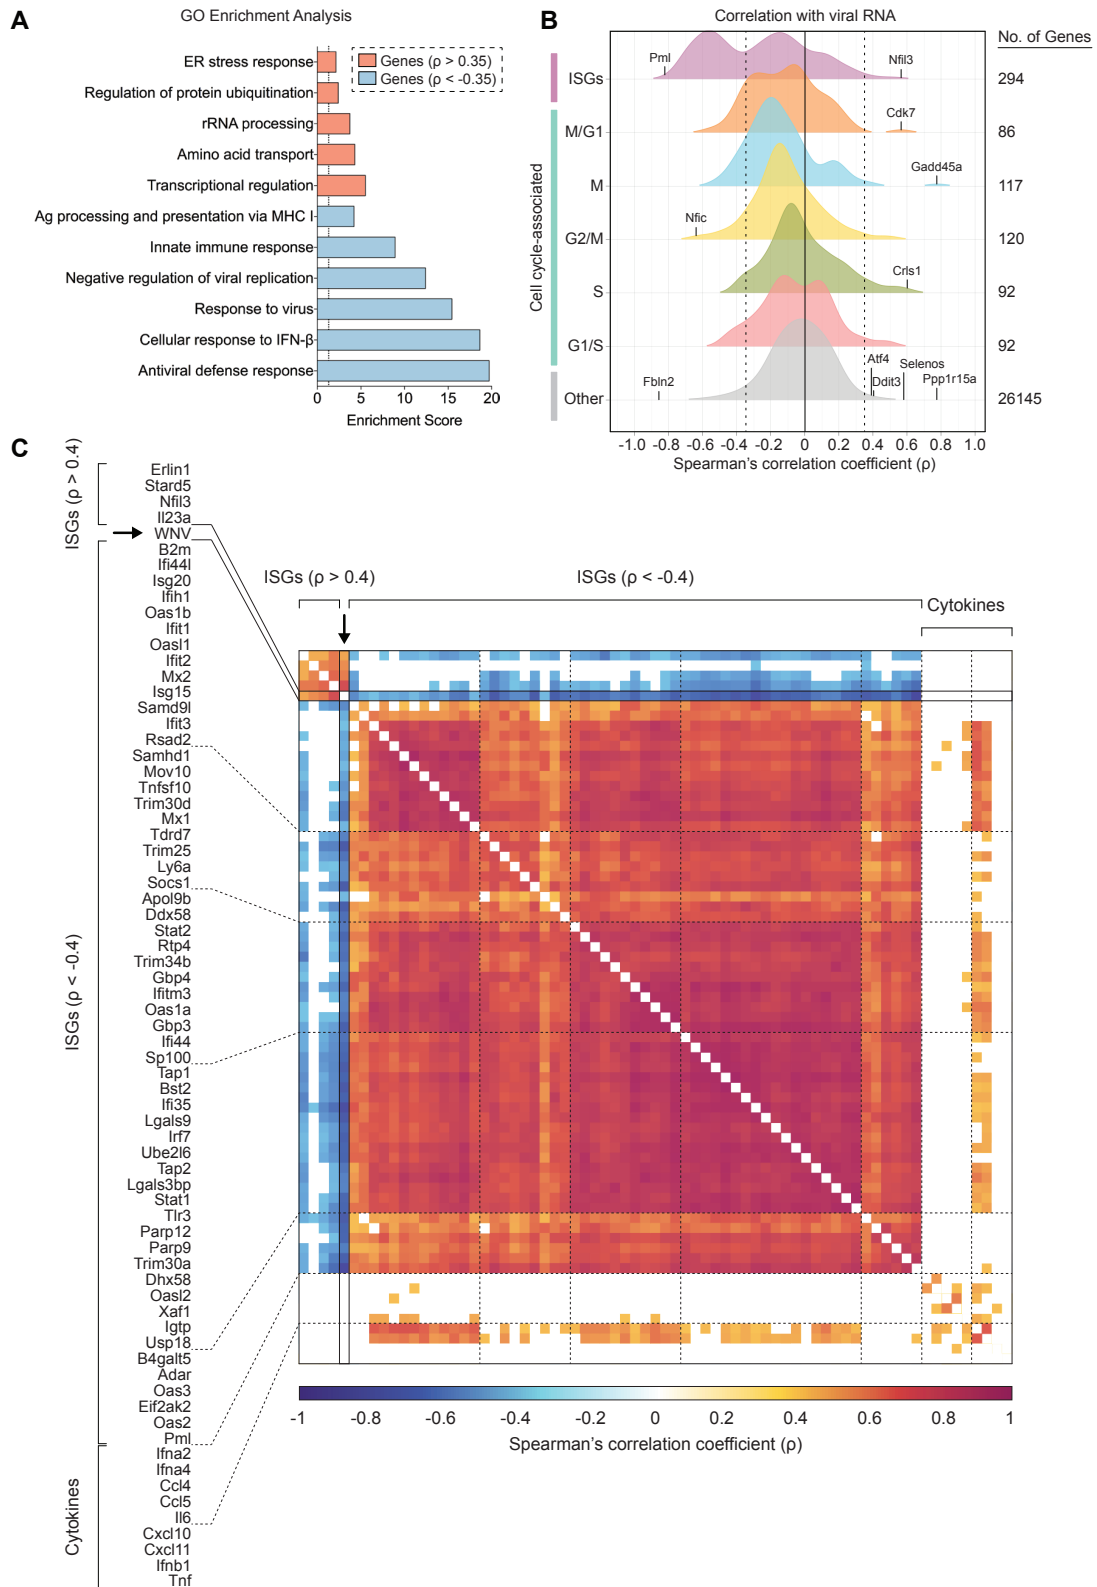 A
GO Enrichment Analysis
Genes (ρ > 0.35)
Genes (ρ < -0.35)
ER stress response
Regulation of protein ubiquitination
rRNA processing
Amino acid transport
Transcriptional regulation
Ag processing and presentation via MHC I
Innate immune response
Negative regulation of viral replication
Response to virus
Cellular response to IFN-β
Antiviral defense response
0 5 10 15 20
Enrichment Score
B
Correlation with viral RNA
No. of Genes
Cell cycle-associated
ISGs
Pml
Nfil3
294
M/G1
Cdk7
86
M
Gadd45a
117
G2/M
Nfic
120
S
Crls1
92
G1/S
92
Other
Fbln2
Atf4
Ddit3
Selenos
Ppp1r15a
26145
-1.0 -0.8 -0.6 -0.4 -0.2 0 0.2 0.4 0.6 0.8 1.0
Spearman's correlation coefficient (ρ)
C
ISGs (ρ > 0.4)
Erlin1
Stard5
Nfil3
Il23a
WNV
ISGs (ρ < -0.4)
B2m
Ifi44l
Isg20
Ifih1
Oas1b
Ifit1
Oasl1
Ifit2
Mx2
Isg15
Samd9l
Ifit3
Rsad2
Samhd1
Mov10
Tnfsf10
Trim30d
Mx1
Tdrd7
Trim25
Ly6a
Socs1
Apol9b
Ddx58
Stat2
Rtp4
Trim34b
Gbp4
Ifitm3
Oas1a
Gbp3
Ifi44
Sp100
Tap1
Bst2
Ifi35
Lgals9
Irf7
Ube2l6
Tap2
Lgals3bp
Stat1
Tlr3
Parp12
Parp9
Trim30a
Dhx58
Oasl2
Xaf1
Igtp
Usp18
B4galt5
Adar
Oas3
Eif2ak2
Oas2
Pml
Cytokines
Ifna2
Ifna4
Ccl4
Ccl5
Il6
Cxcl10
Cxcl11
Ifnb1
Tnf
ISGs (ρ > 0.4)
ISGs (ρ < -0.4)
Cytokines
-1 -0.8 -0.6 -0.4 -0.2 0 0.2 0.4 0.6 0.8 1
Spearman's correlation coefficient (ρ)